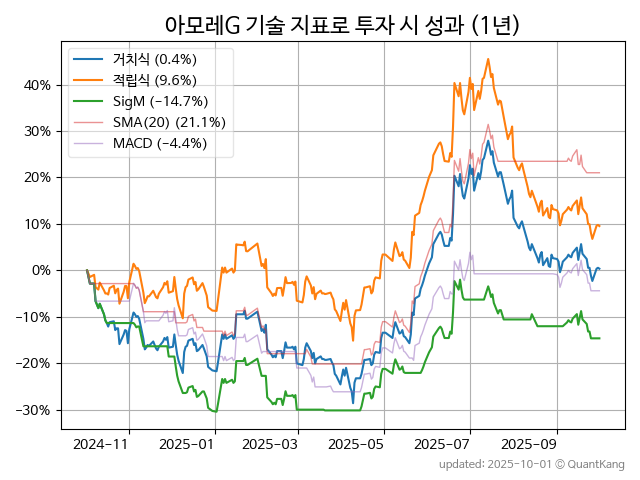 아모레G 기술 지표로 투자 시 성과 (1년)
거치식 (0.4%)
적립식 (9.6%)
SigM (−14.7%)
SMA(20) (21.1%)
MACD (−4.4%)
40%
30%
20%
10%
0%
−10%
−20%
−30%
2024-11
2025-01
2025-03
2025-05
2025-07
2025-09
updated: 2025-10-01 © QuantKang